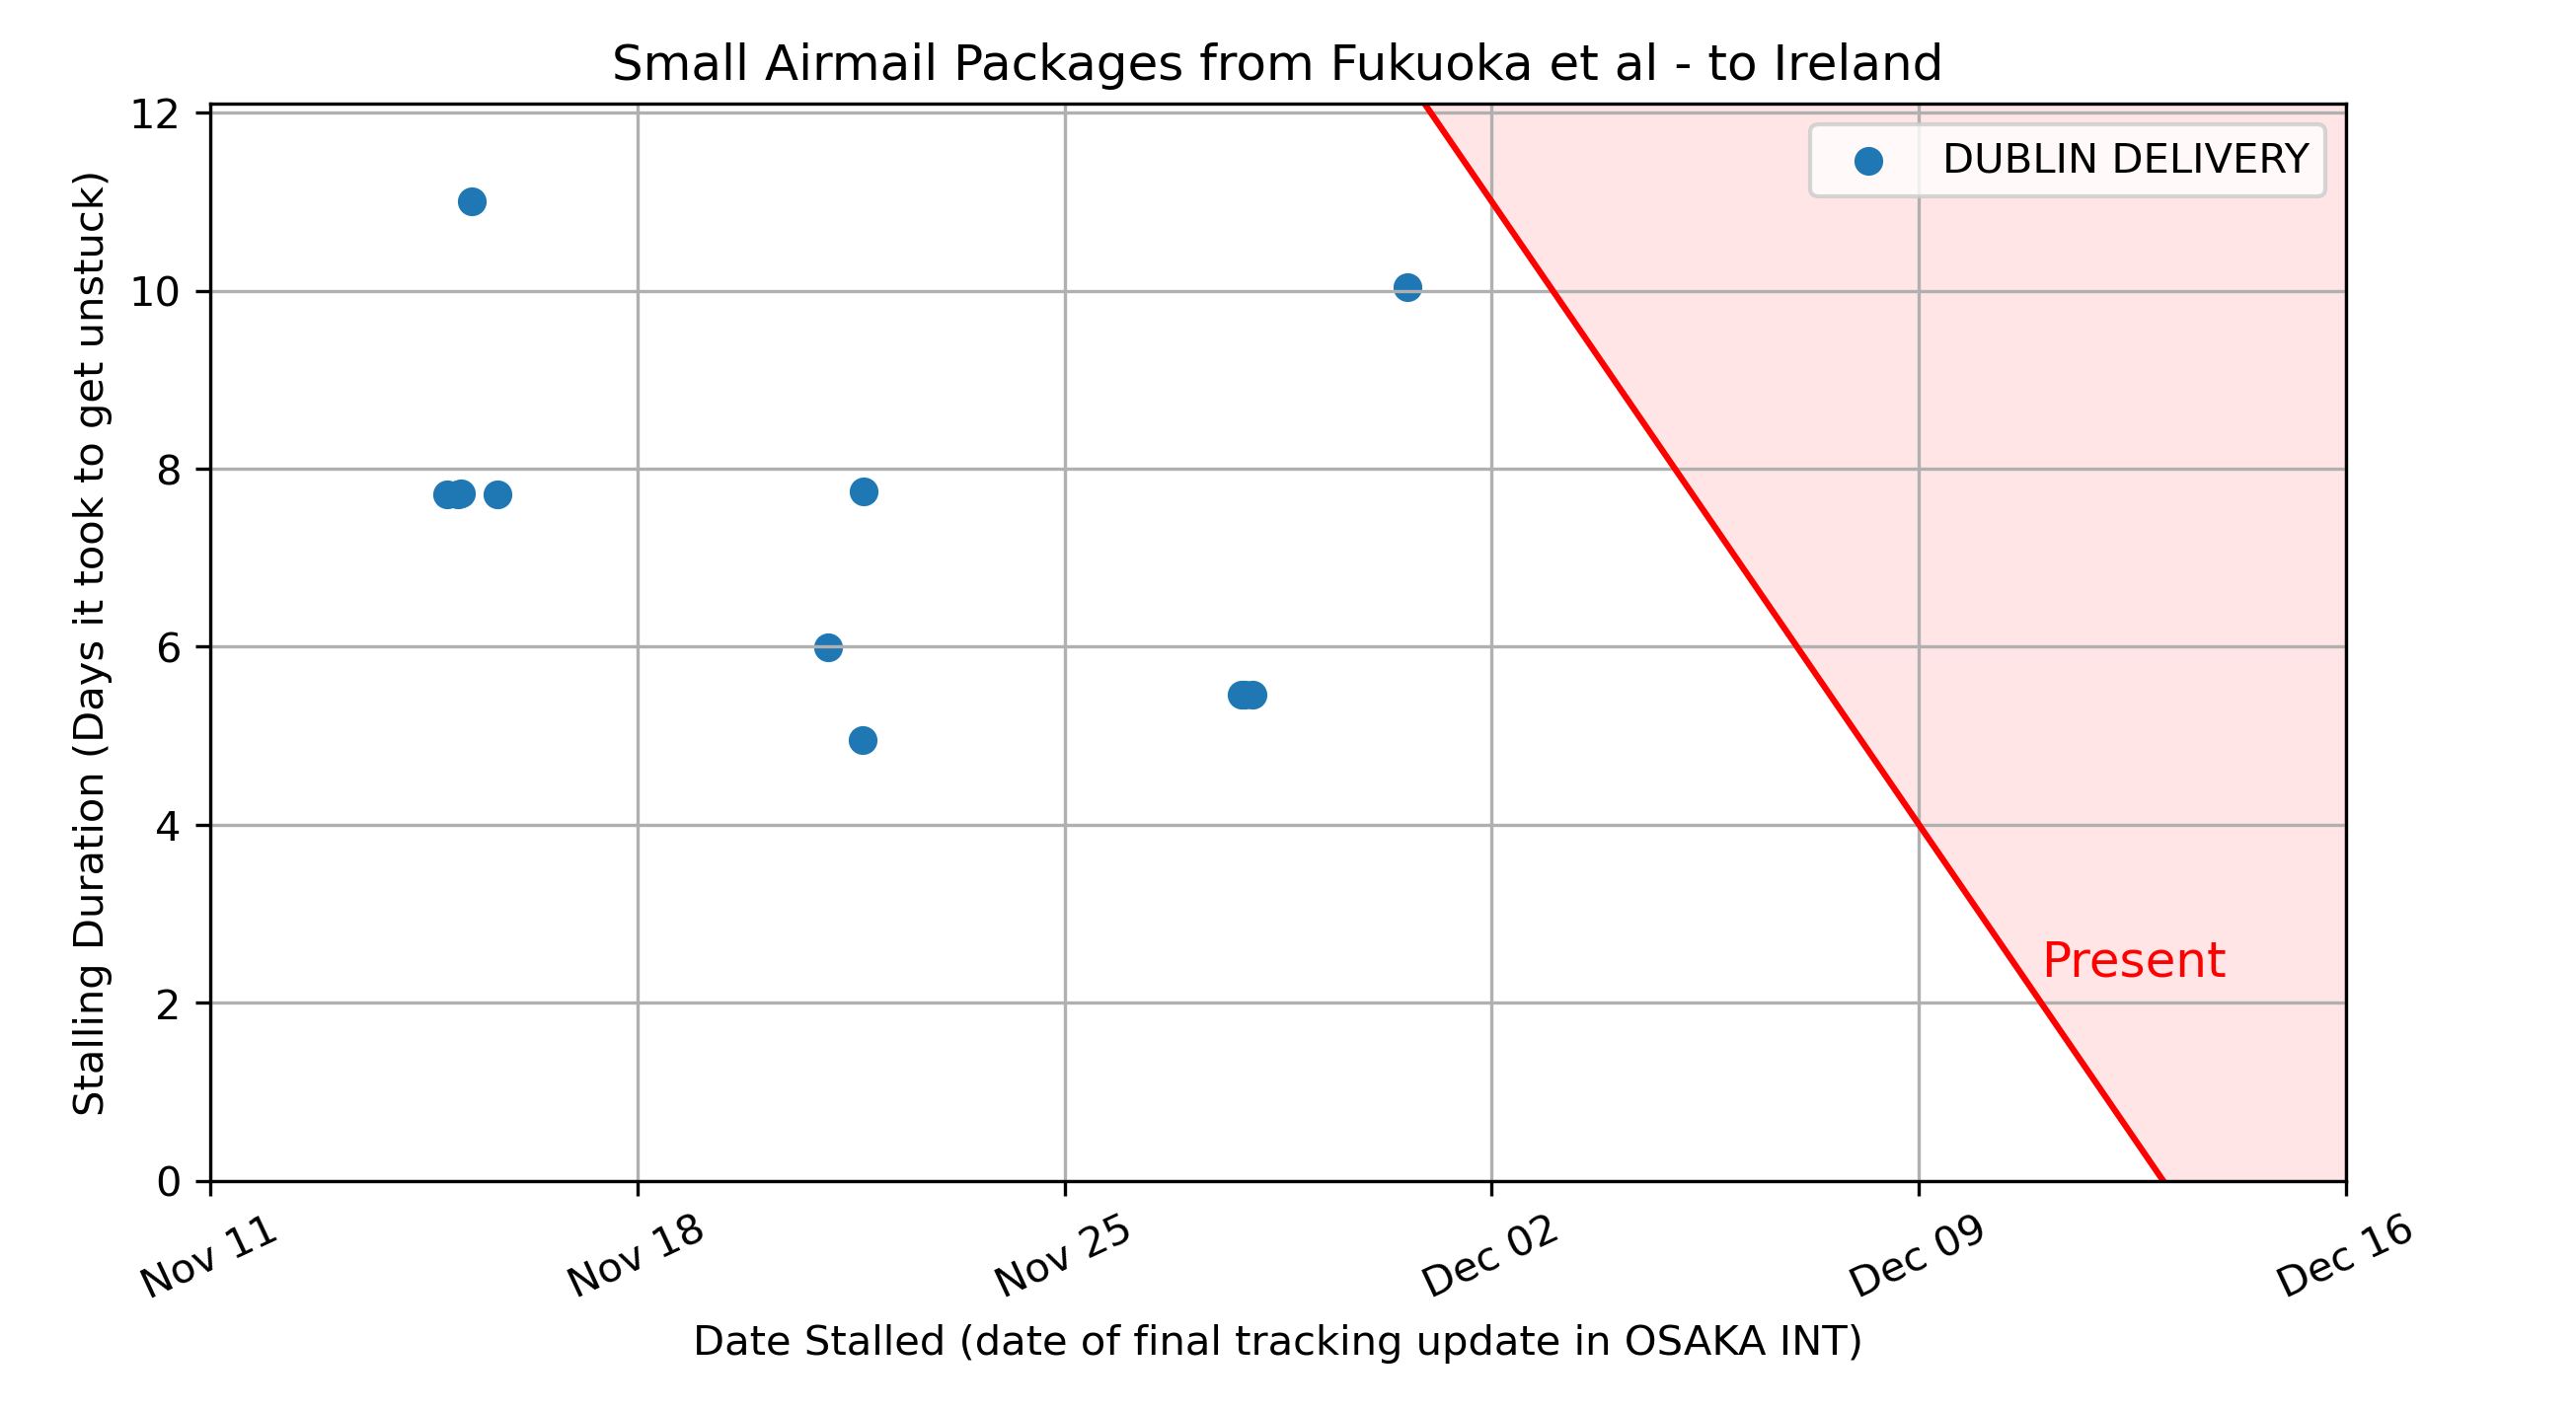 Small Airmail Packages from Fukuoka et al - to Ireland
DUBLIN DELIVERY
Stalling Duration (Days it took to get unstuck)
12
10
8
6
4
2
0
Present
Nov 11
Nov 18
Nov 25
Dec 02
Dec 09
Dec 16
Date Stalled (date of final tracking update in OSAKA INT)